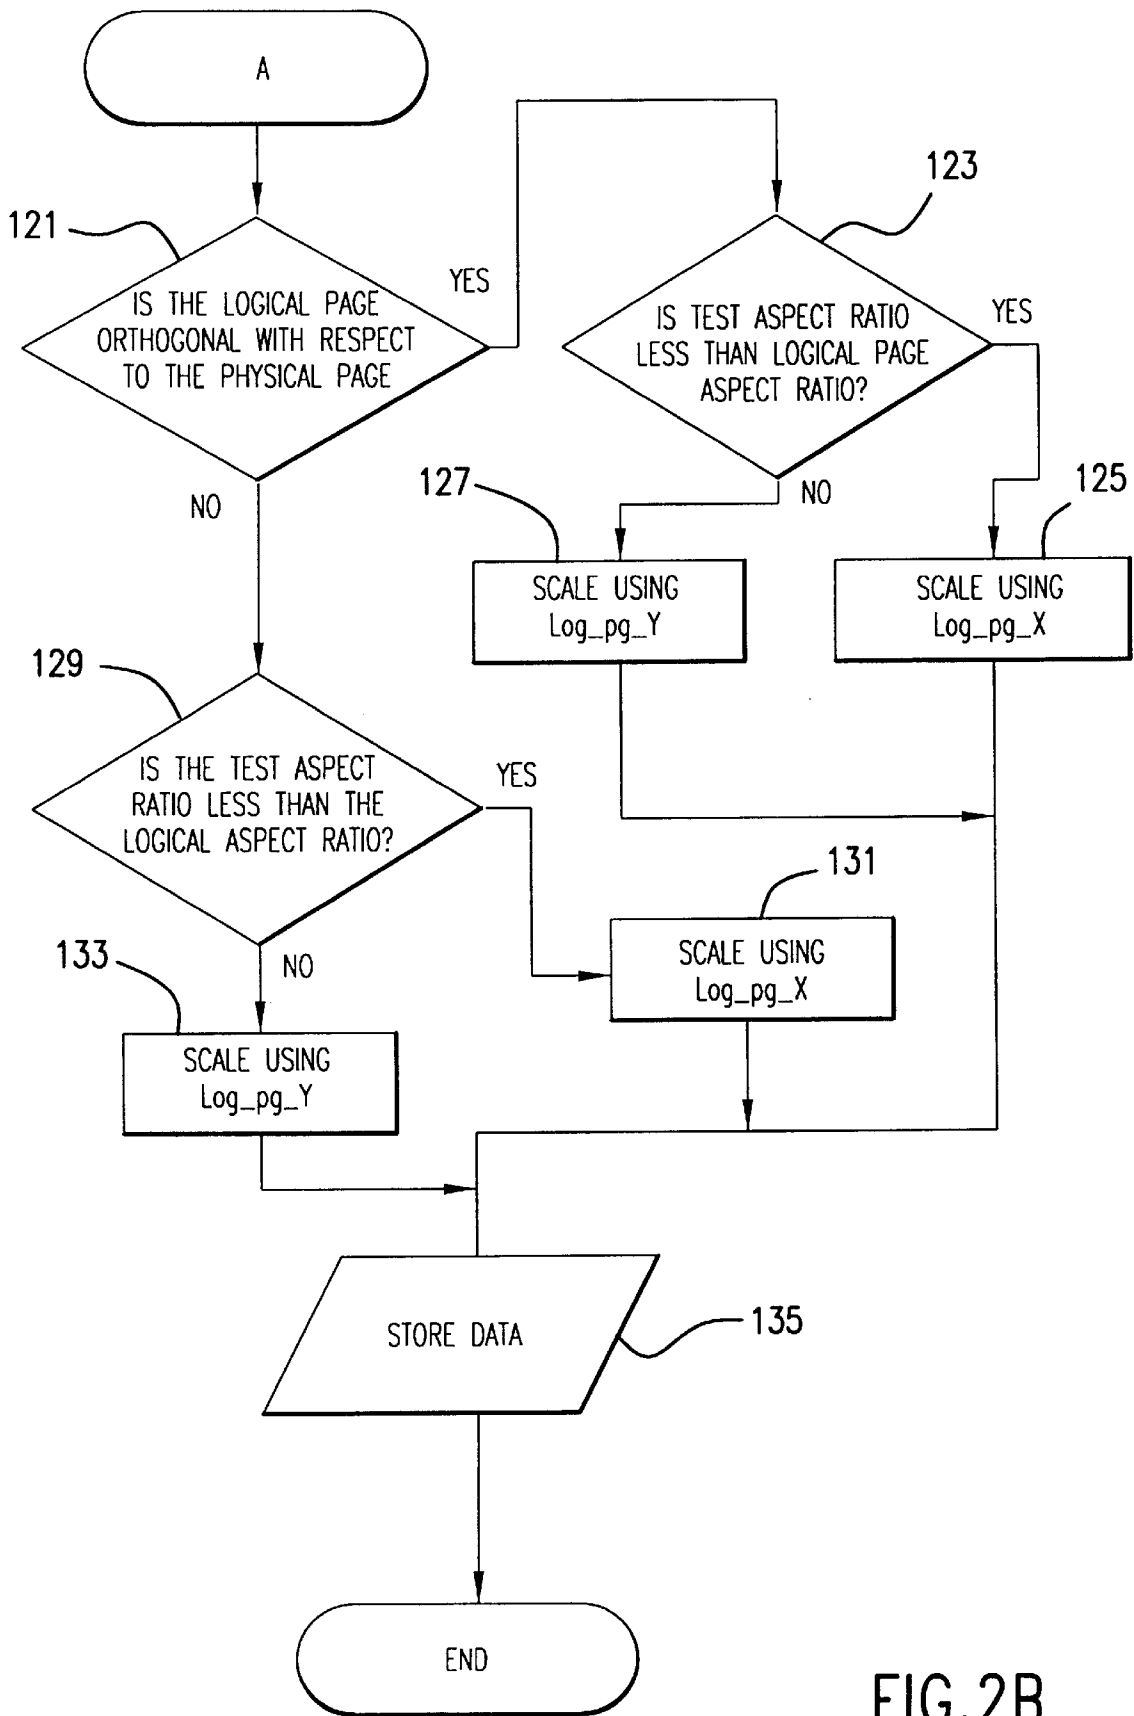 A
121
IS THE LOGICAL PAGE
ORTHOGONAL WITH RESPECT
TO THE PHYSICAL PAGE
YES
NO
123
IS TEST ASPECT RATIO
LESS THAN LOGICAL PAGE
ASPECT RATIO?
YES
NO
127
SCALE USING
Log_pg_Y
125
SCALE USING
Log_pg_X
129
IS THE TEST ASPECT
RATIO LESS THAN THE
LOGICAL ASPECT RATIO?
YES
NO
131
SCALE USING
Log_pg_X
133
SCALE USING
Log_pg_Y
STORE DATA
135
END
FIG.2B